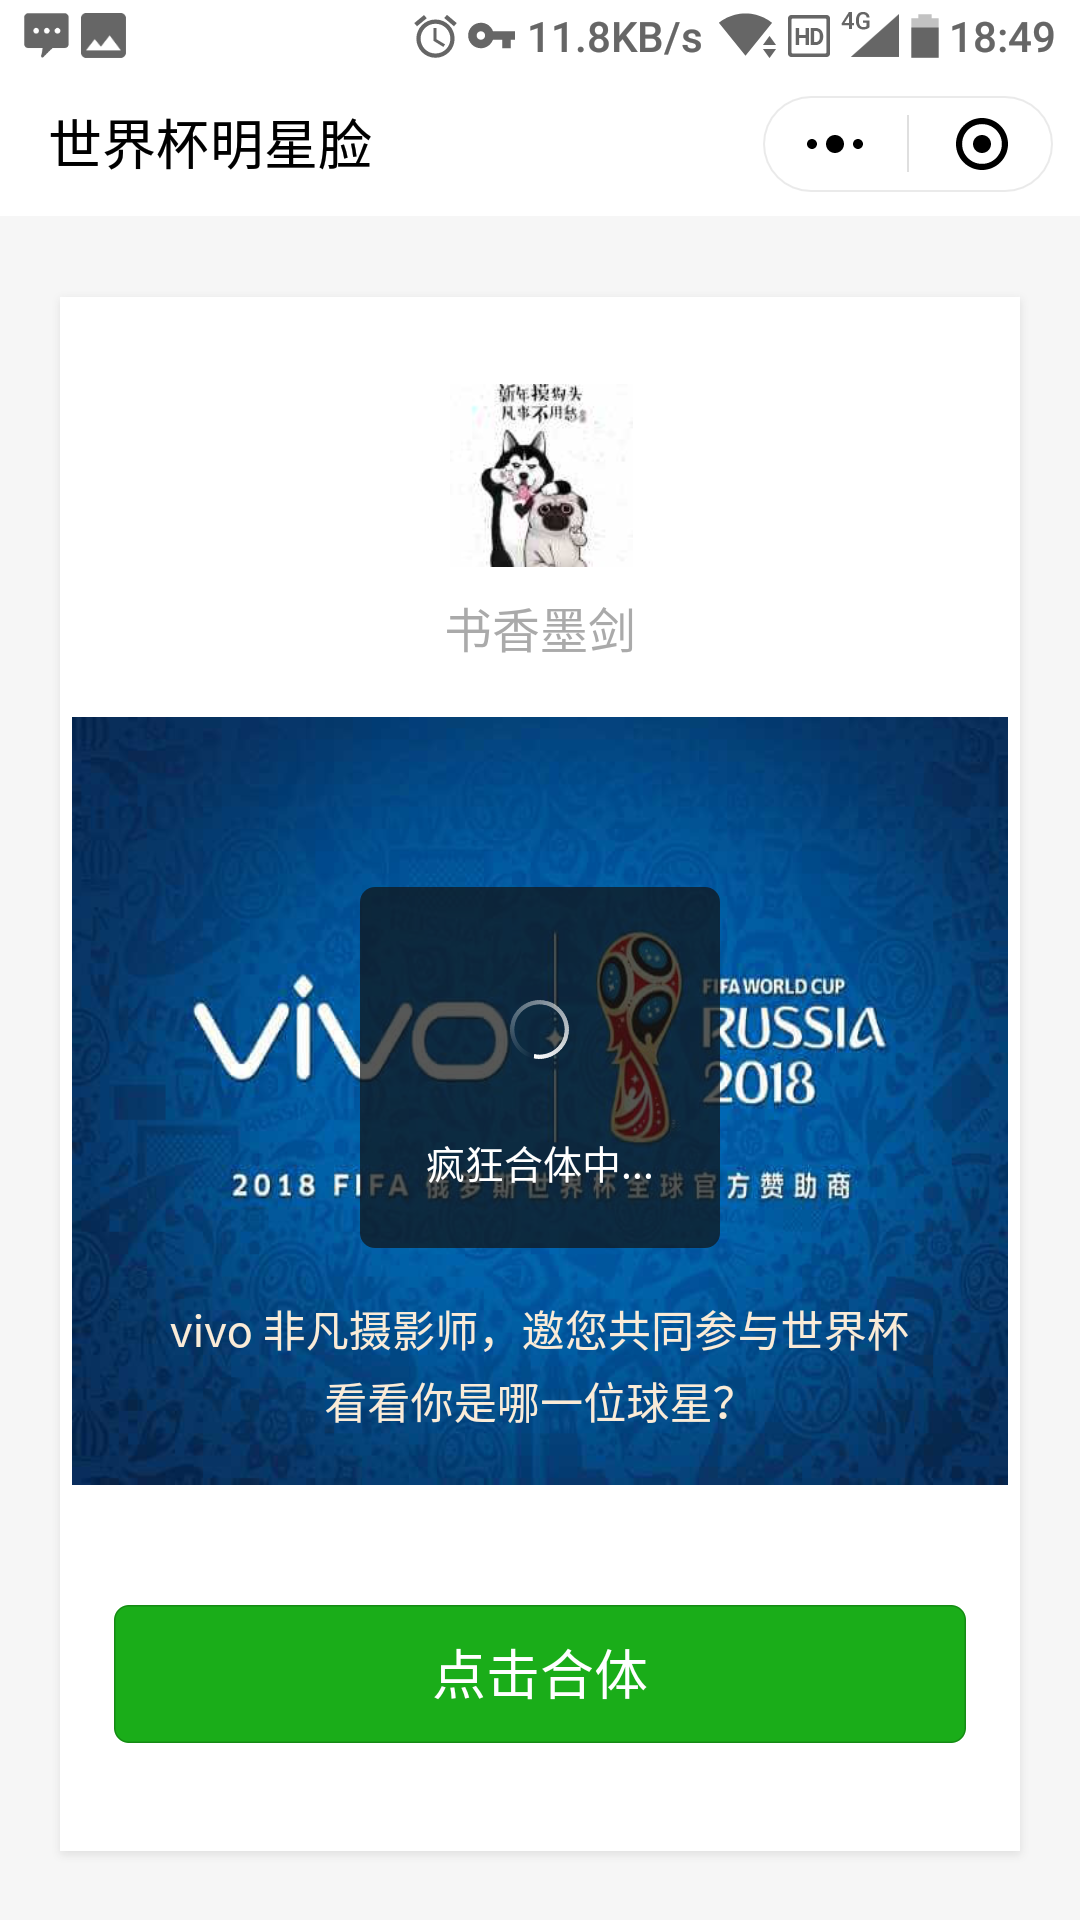 11.8KB/s HD 4G 18:49
世界杯明星脸
新年摸狗头
凡事不用愁
书香墨剑
vivo
FIFA WORLD CUP
RUSSIA
2018
疯狂合体中...
2018 FIFA 俄罗斯世界杯全球官方赞助商
vivo 非凡摄影师，邀您共同参与世界杯
看看你是哪一位球星？
点击合体